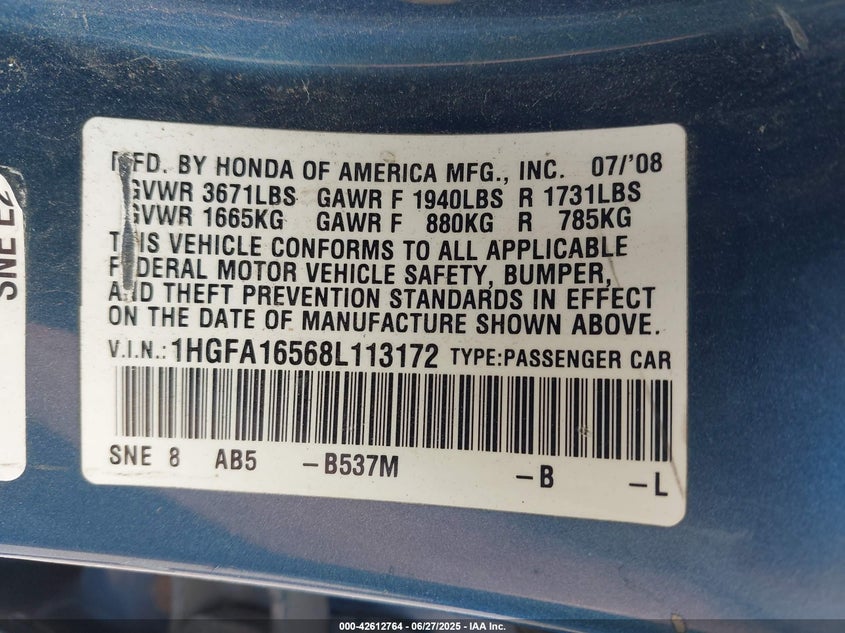 MFD. BY HONDA OF AMERICA MFG., INC. 07/'08
GVWR 3671LBS GAWR F 1940LBS R 1731LBS
GVWR 1665KG GAWR F 880KG R 785KG
THIS VEHICLE CONFORMS TO ALL APPLICABLE
FEDERAL MOTOR VEHICLE SAFETY, BUMPER,
AND THEFT PREVENTION STANDARDS IN EFFECT
ON THE DATE OF MANUFACTURE SHOWN ABOVE.
V.I.N.: 1HGFA16568L113172 TYPE:PASSENGER CAR
SNE 8 AB5 -B537M -B -L
SNE
000-42612764 - 06/27/2025 - IAA Inc.